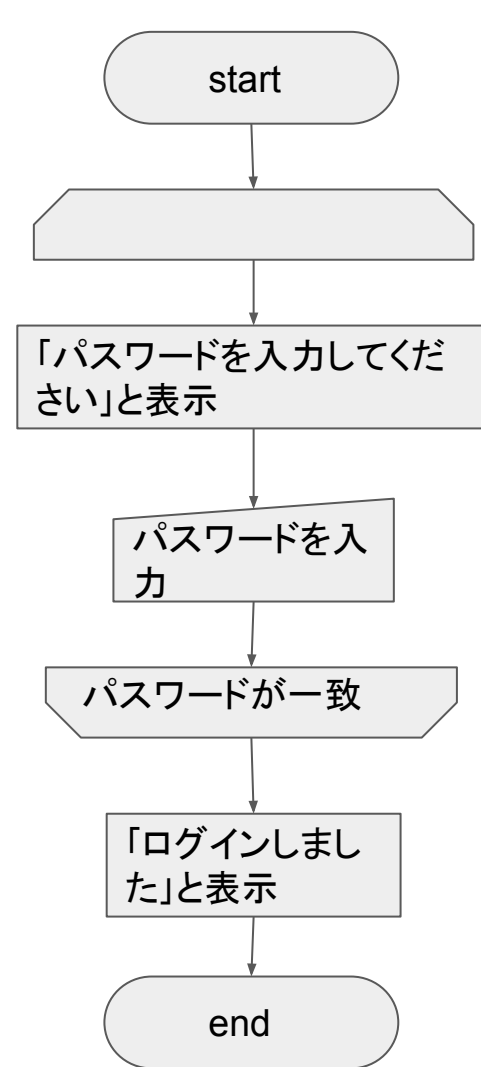 start
「パスワードを入力してくだ
さい」と表示
パスワードを入
力
パスワードが一致
「ログインしまし
た」と表示
end